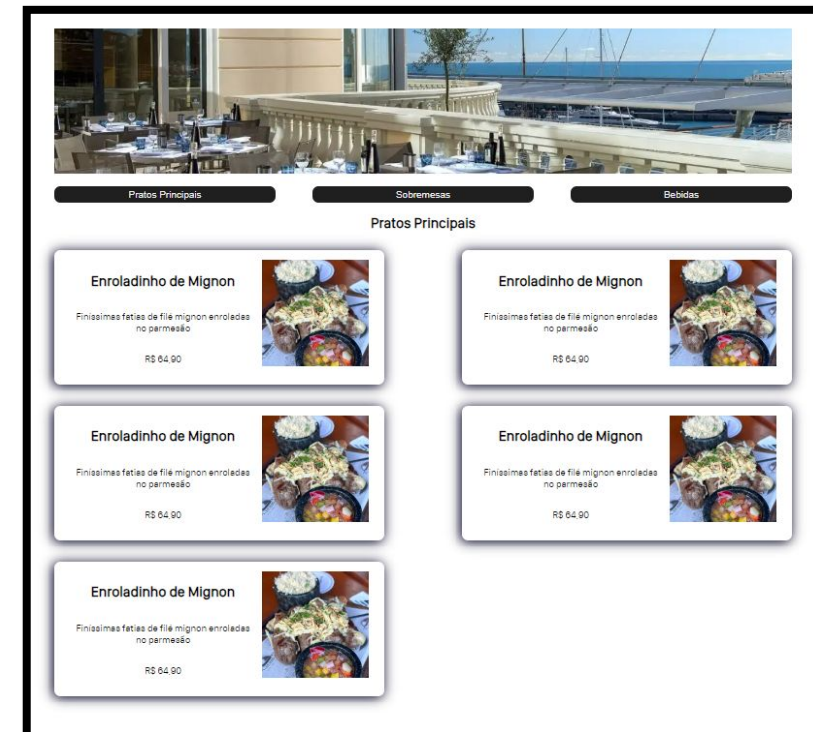 Pratos Principais
Sobremesas
Bebidas
Pratos Principais
Enroladinho de Mignon
Finíssimas fatias de filé mignon enroladas
no parmesão
R$ 64,90
Enroladinho de Mignon
Finíssimas fatias de filé mignon enroladas
no parmesão
R$ 64,90
Enroladinho de Mignon
Finíssimas fatias de filé mignon enroladas
no parmesão
R$ 64,90
Enroladinho de Mignon
Finíssimas fatias de filé mignon enroladas
no parmesão
R$ 64,90
Enroladinho de Mignon
Finíssimas fatias de filé mignon enroladas
no parmesão
R$ 64,90